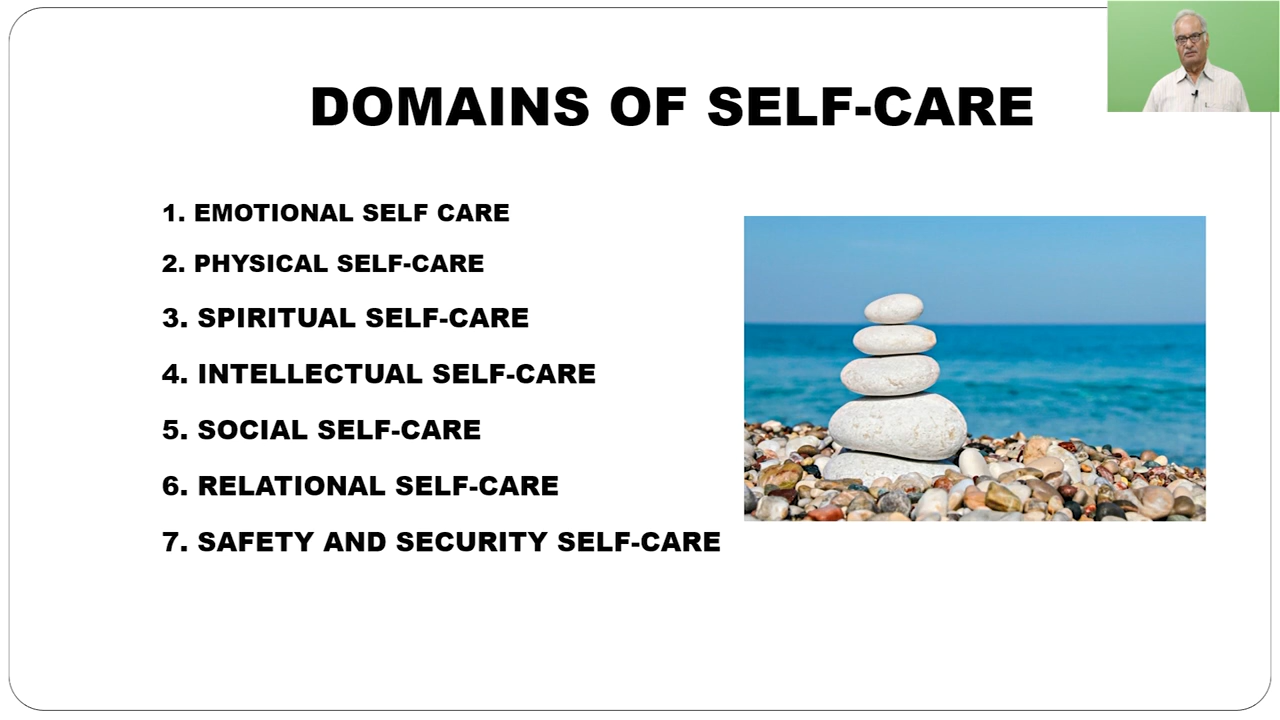 DOMAINS OF SELF-CARE
1. EMOTIONAL SELF CARE
2. PHYSICAL SELF-CARE
3. SPIRITUAL SELF-CARE
4. INTELLECTUAL SELF-CARE
5. SOCIAL SELF-CARE
6. RELATIONAL SELF-CARE
7. SAFETY AND SECURITY SELF-CARE